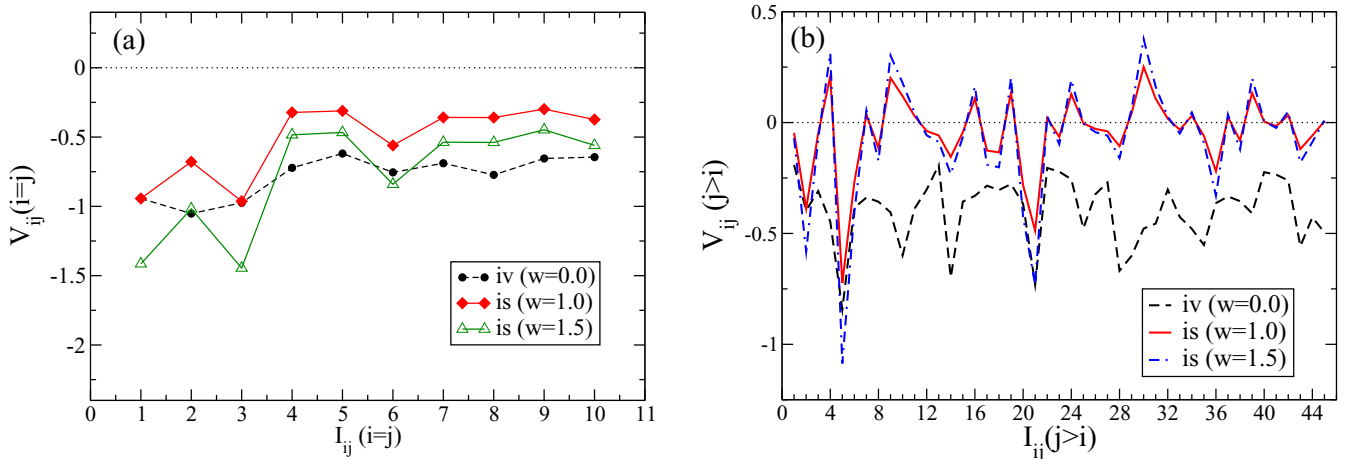 (a)
0
-0.5
-1
-1.5
-2
V_ij (i=j)
iv (w=0.0)
is (w=1.0)
is (w=1.5)
0 1 2 3 4 5 6 7 8 9 10 11
I_ij (i=j)
(b)
0.5
0
-0.5
-1
V_ij (j>i)
iv (w=0.0)
is (w=1.0)
is (w=1.5)
0 4 8 12 16 20 24 28 32 36 40 44
I_ij(j>i)